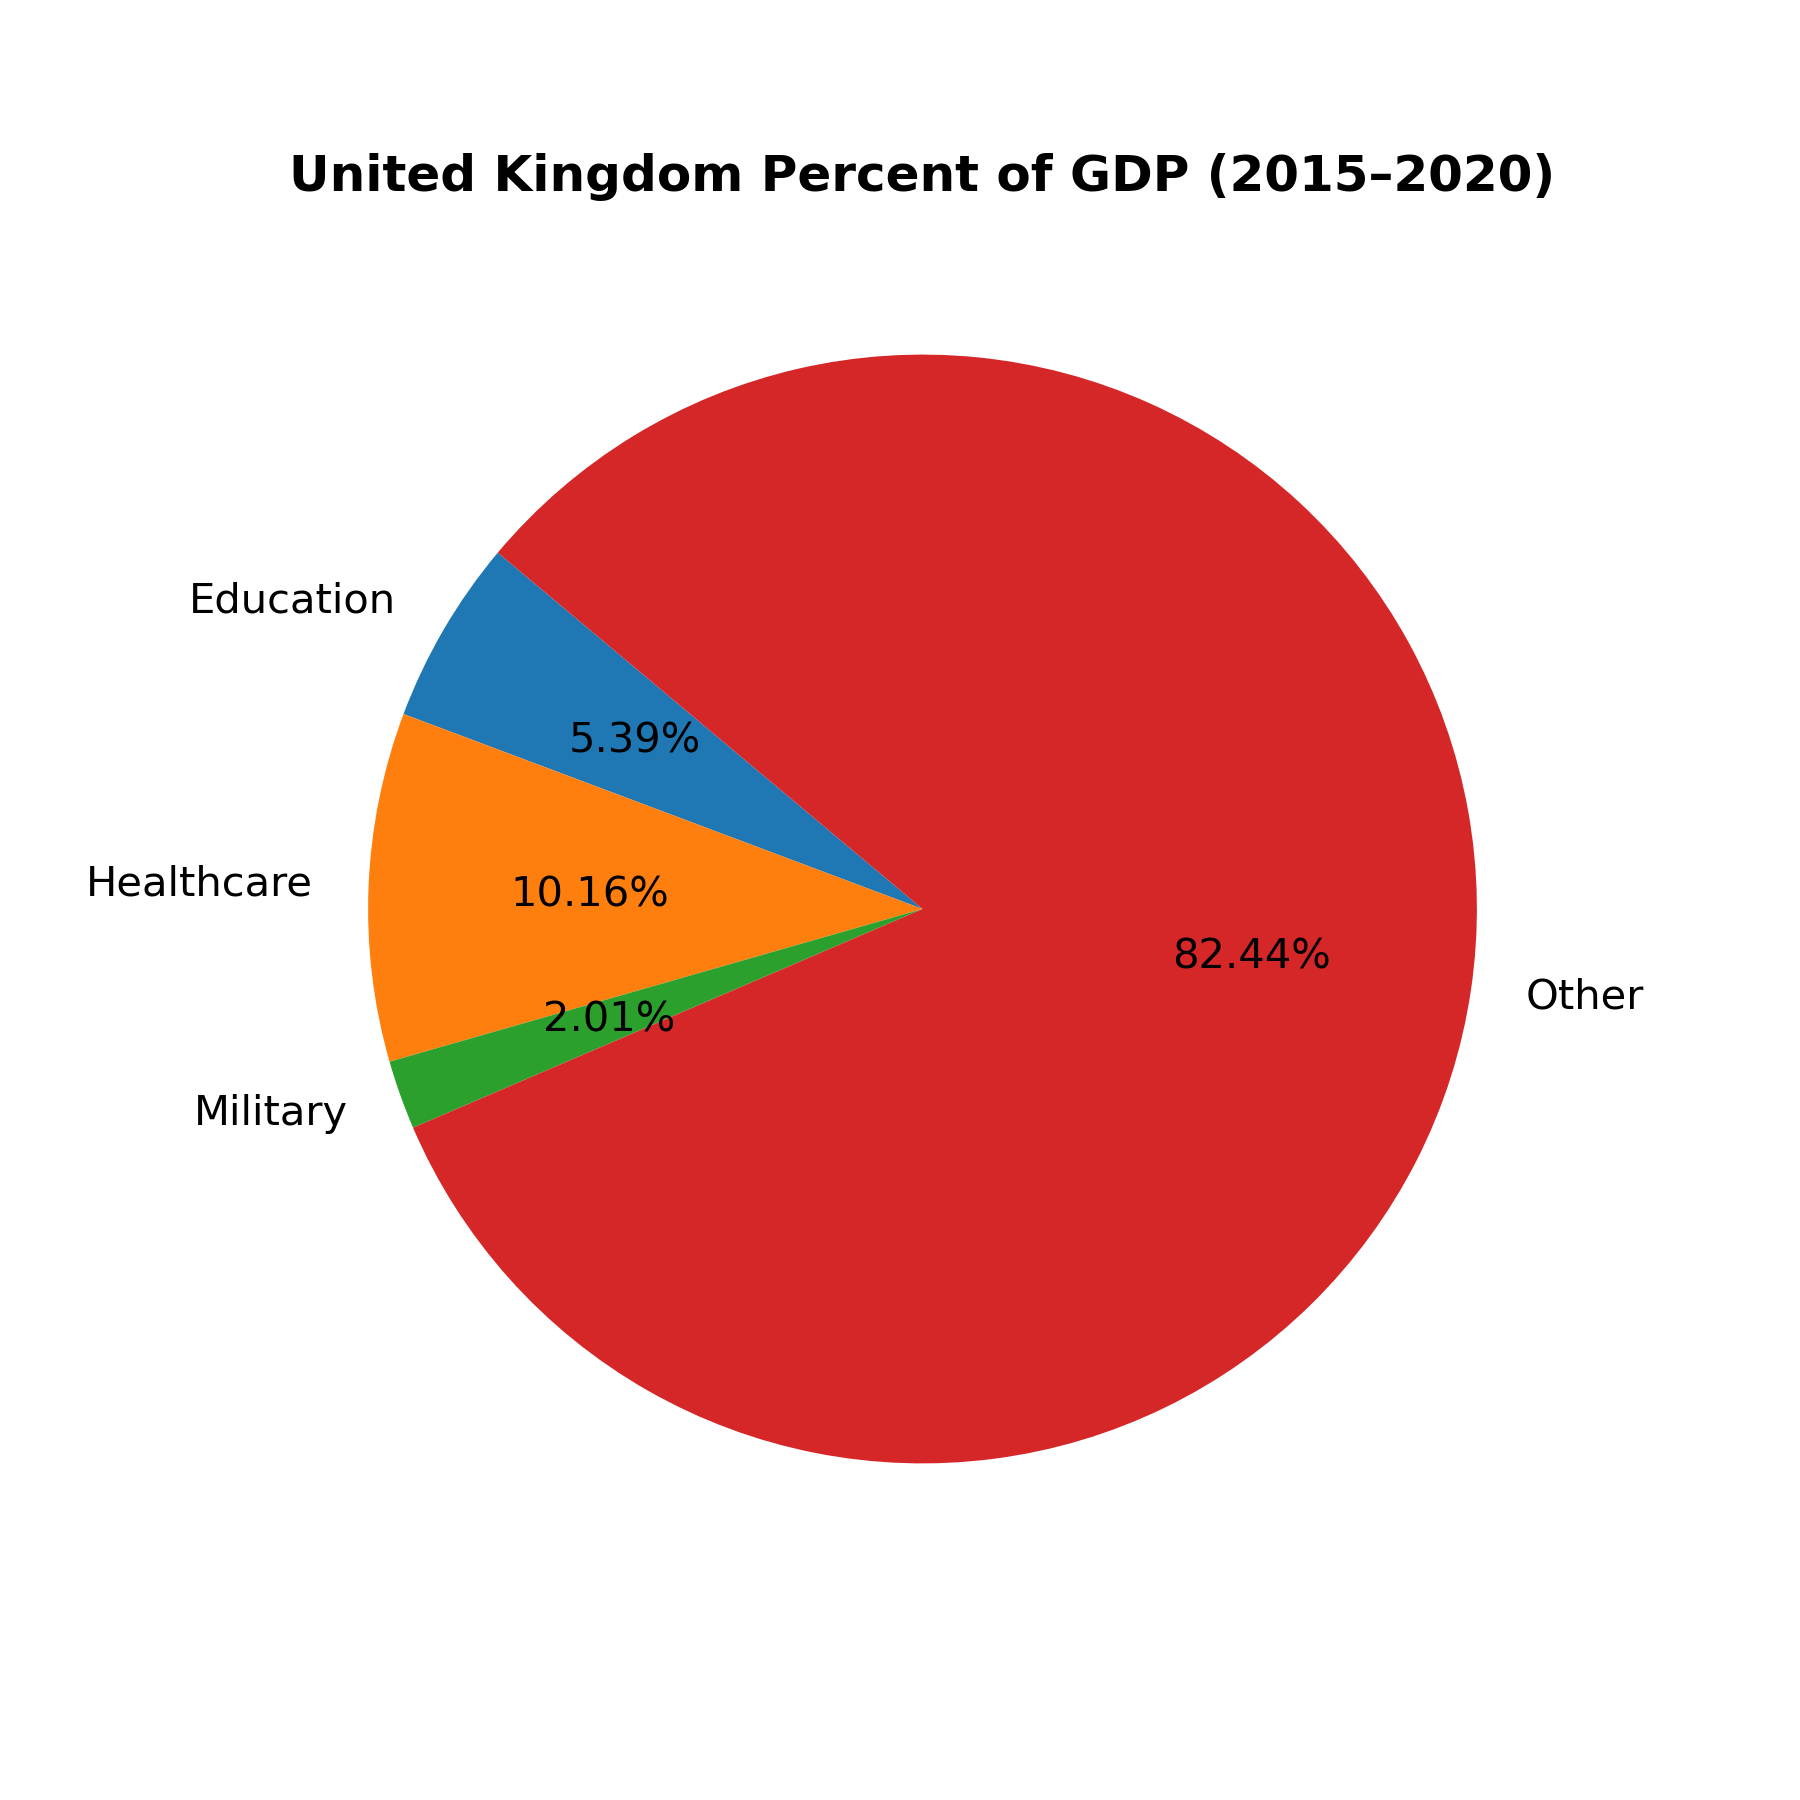 United Kingdom Percent of GDP (2015–2020)
Education
5.39%
Healthcare
10.16%
82.44%
Other
2.01%
Military